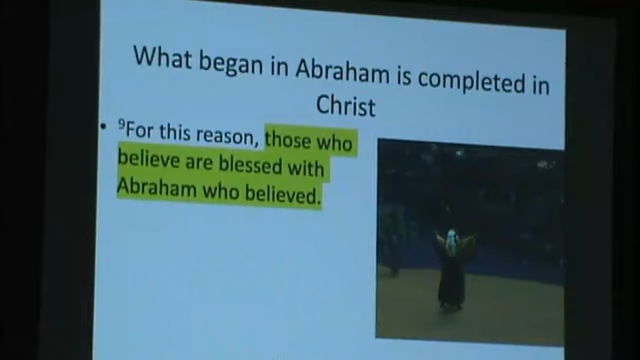 What began in Abraham is completed in
Christ
• ⁹For this reason, those who
believe are blessed with
Abraham who believed.